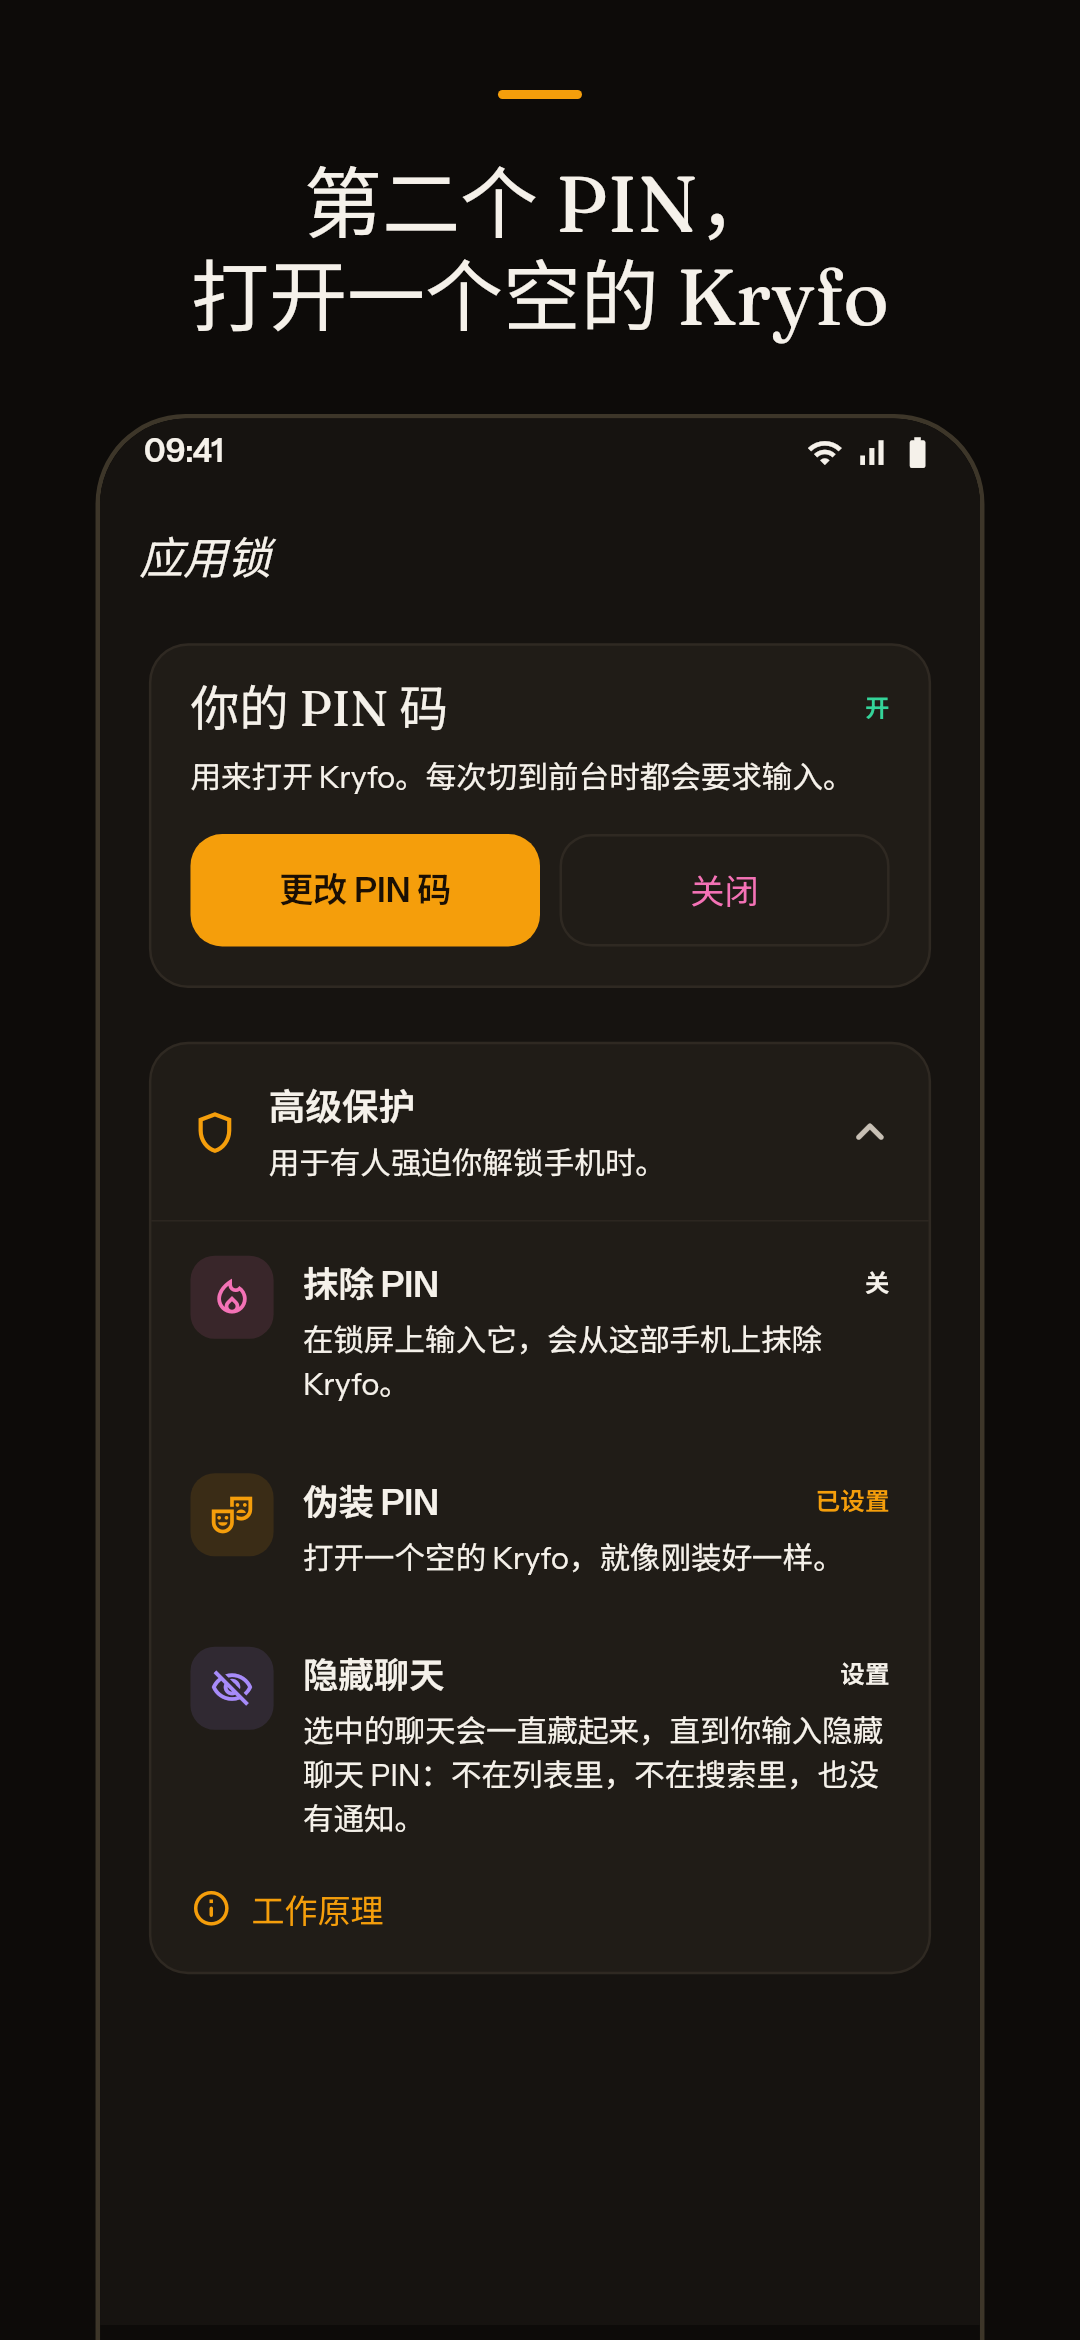 第二个 PIN，
打开一个空的 Kryfo
09:41
应用锁
你的 PIN 码
开
用来打开 Kryfo。每次切到前台时都会要求输入。
更改 PIN 码
关闭
高级保护
用于有人强迫你解锁手机时。
抹除 PIN
关
在锁屏上输入它，会从这部手机上抹除
Kryfo。
伪装 PIN
已设置
打开一个空的 Kryfo，就像刚装好一样。
隐藏聊天
设置
选中的聊天会一直藏起来，直到你输入隐藏
聊天 PIN：不在列表里，不在搜索里，也没
有通知。
工作原理